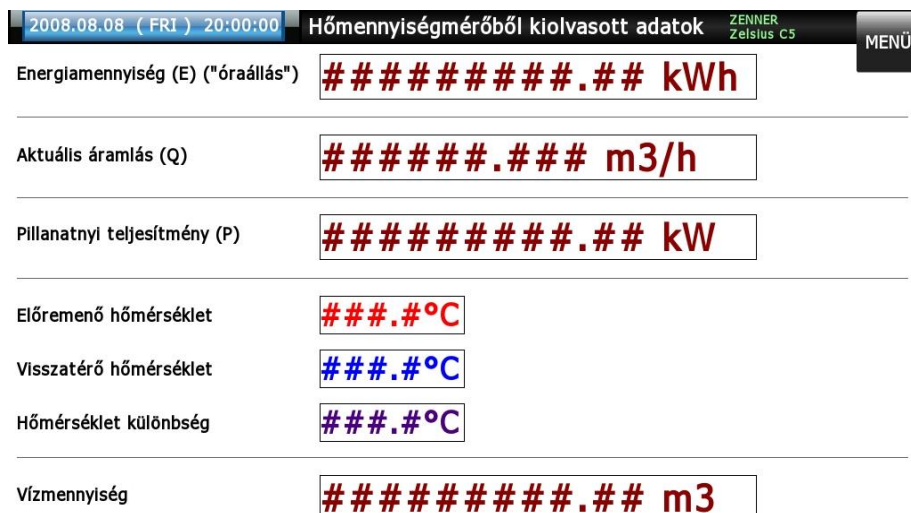 2008.08.08 ( FRI ) 20:00:00 Hőmennyiségmérőből kiolvasott adatok ZENNER Zelsius C5 MENÜ
Energiamennyiség (E) ("óraállás") #########.## kWh
Aktuális áramlás (Q) ######.### m3/h
Pillanatnyi teljesítmény (P) #########.## kW
Előremenő hőmérséklet ###.#°C
Visszatérő hőmérséklet ###.#°C
Hőmérséklet különbség ###.#°C
Vízmennyiség #########.## m3